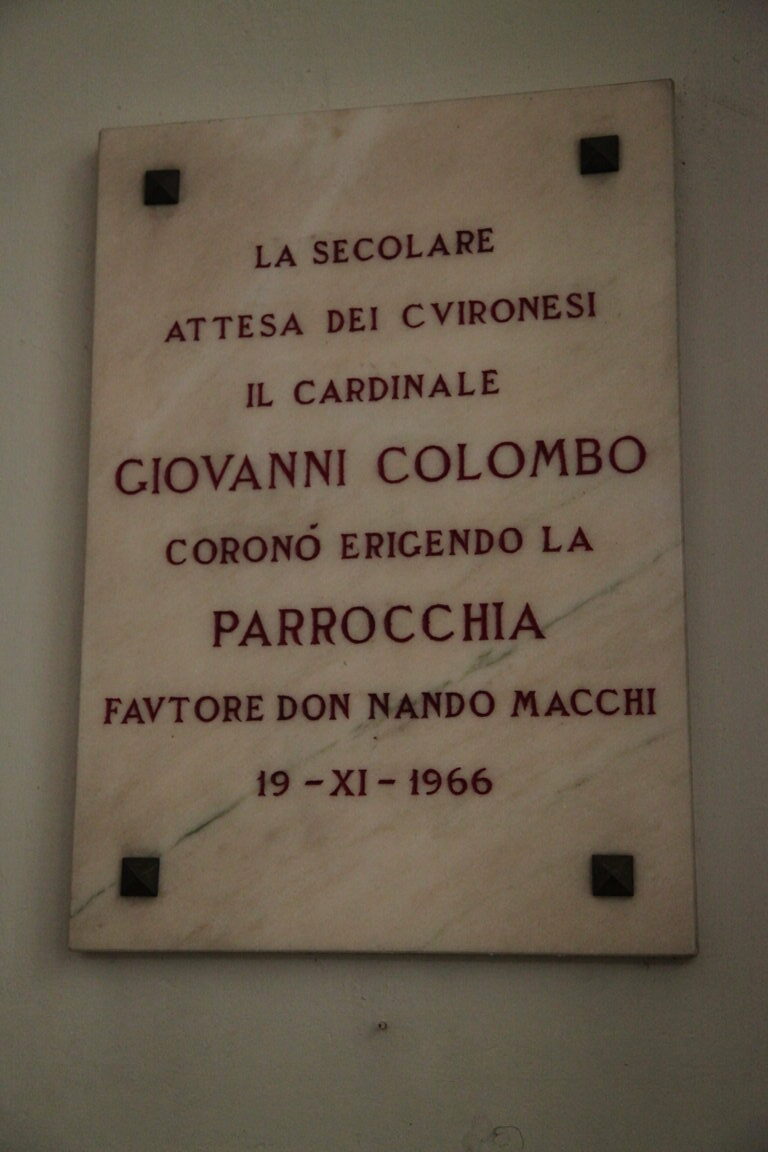 LA SECOLARE
ATTESA DEI CVIRONESI
IL CARDINALE
GIOVANNI COLOMBO
CORONÓ ERIGENDO LA
PARROCCHIA
FAVTORE DON NANDO MACCHI
19 - XI - 1966